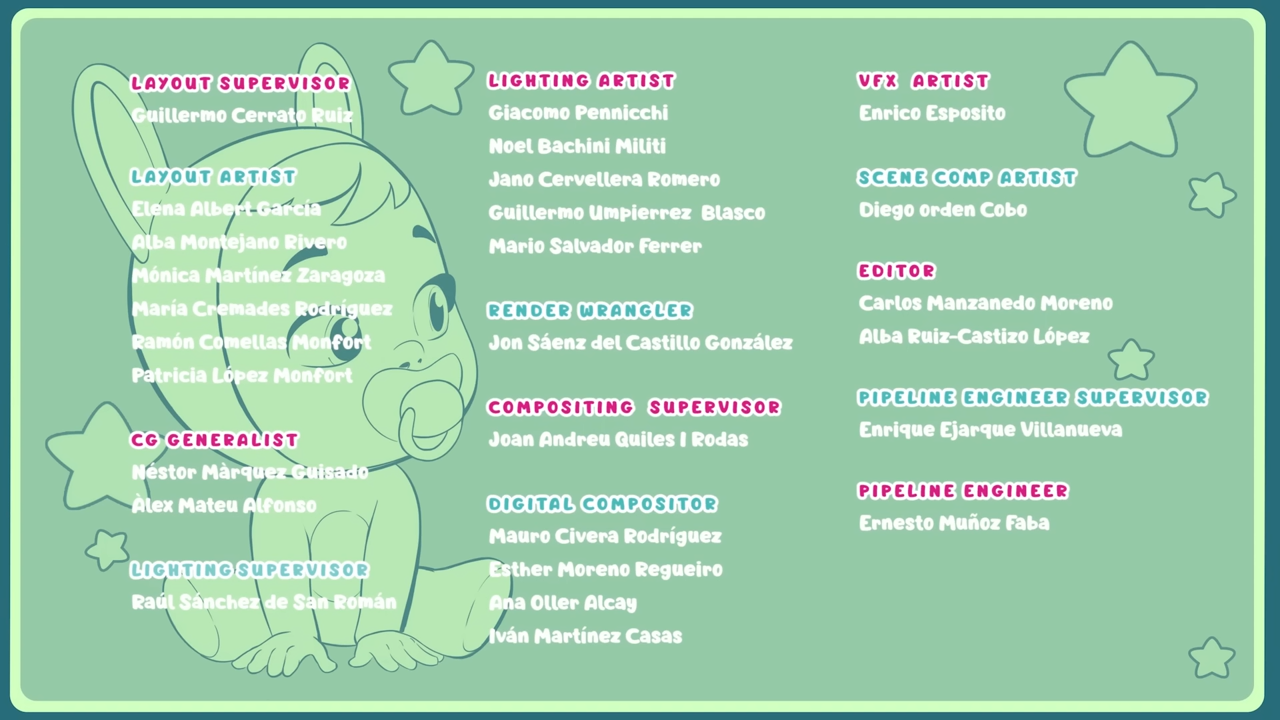 LAYOUT SUPERVISOR
Guillermo Cerrato Ruiz
LAYOUT ARTIST
Elena Albert García
Alba Montejano Rivero
Mónica Martínez Zaragoza
María Cremades Rodríguez
Ramón Comellas Monfort
Patricia López Monfort
CG GENERALIST
Néstor Màrquez Guisado
Àlex Mateu Alfonso
LIGHTING SUPERVISOR
Raúl Sánchez de San Román
LIGHTING ARTIST
Giacomo Pennicchi
Noel Bachini Militi
Jano Cervellera Romero
Guillermo Umpierrez Blasco
Mario Salvador Ferrer
RENDER WRANGLER
Jon Sáenz del Castillo González
COMPOSITING SUPERVISOR
Joan Andreu Quiles I Rodas
DIGITAL COMPOSITOR
Mauro Civera Rodríguez
Esther Moreno Regueiro
Ana Oller Alcay
Iván Martínez Casas
VFX ARTIST
Enrico Esposito
SCENE COMP ARTIST
Diego orden Cobo
EDITOR
Carlos Manzanedo Moreno
Alba Ruiz-Castizo López
PIPELINE ENGINEER SUPERVISOR
Enrique Ejarque Villanueva
PIPELINE ENGINEER
Ernesto Muñoz Faba